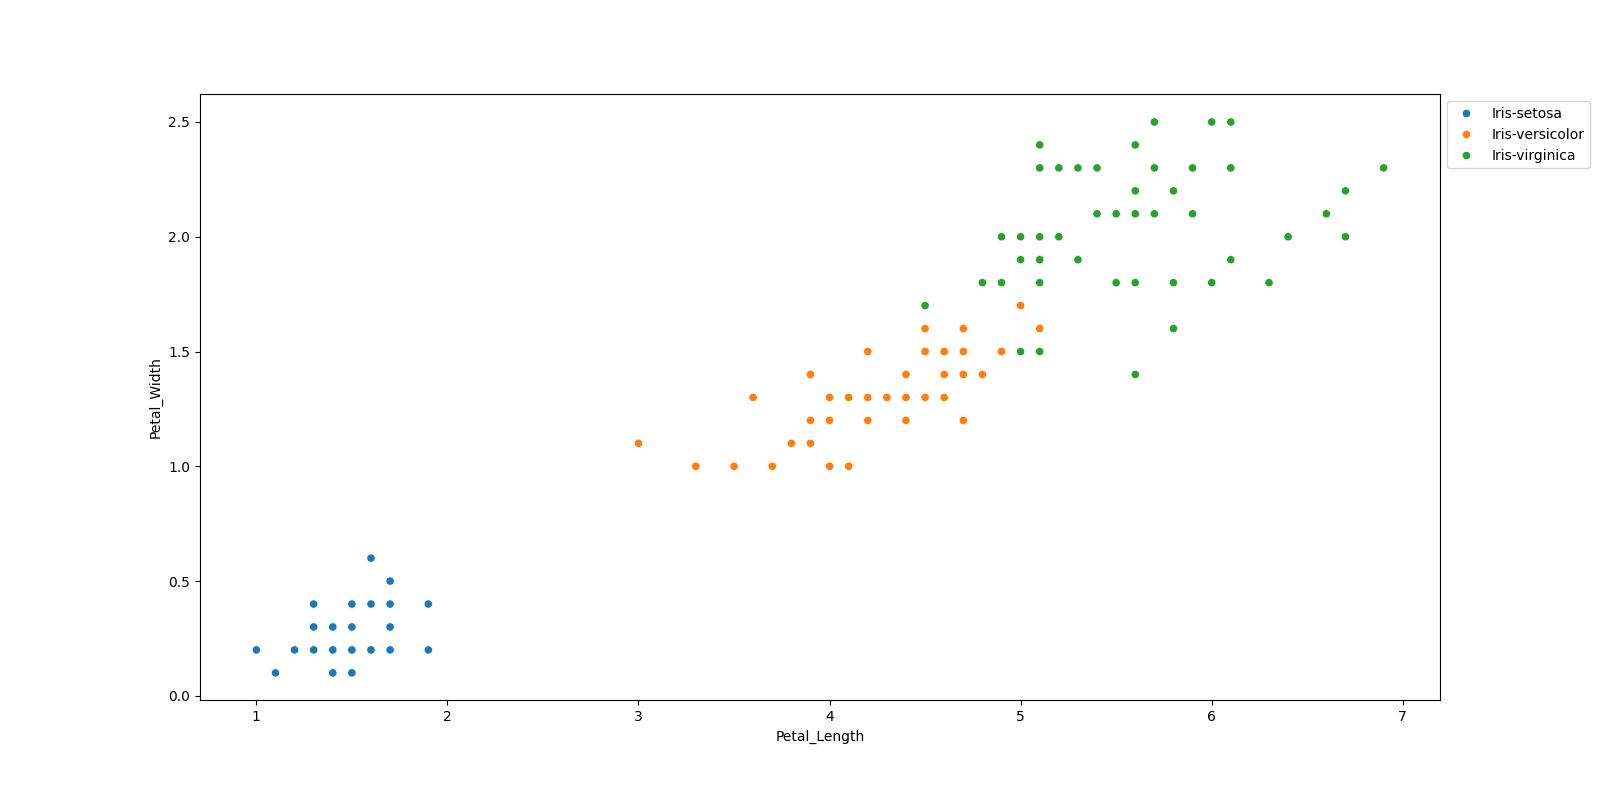 Iris-setosa
Iris-versicolor
Iris-virginica
2.5
2.0
1.5
1.0
0.5
0.0
Petal_Width
1 2 3 4 5 6 7
Petal_Length